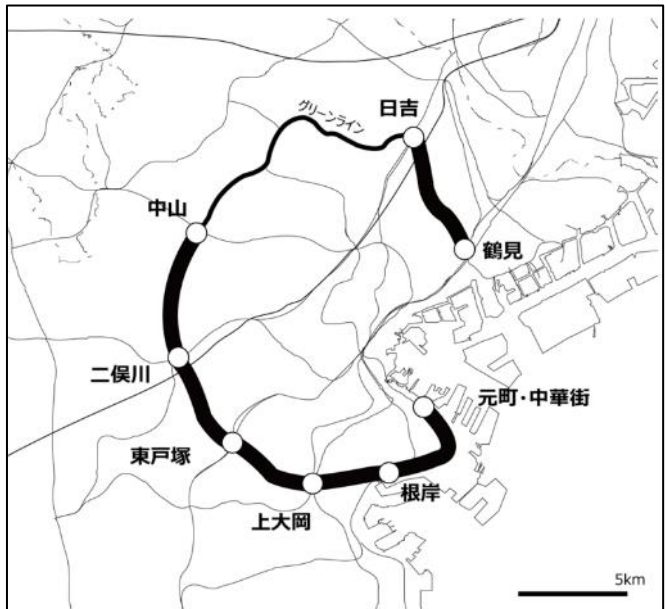 日吉
グリーンライン
中山
鶴見
二俣川
元町・中華街
東戸塚
根岸
上大岡
5km